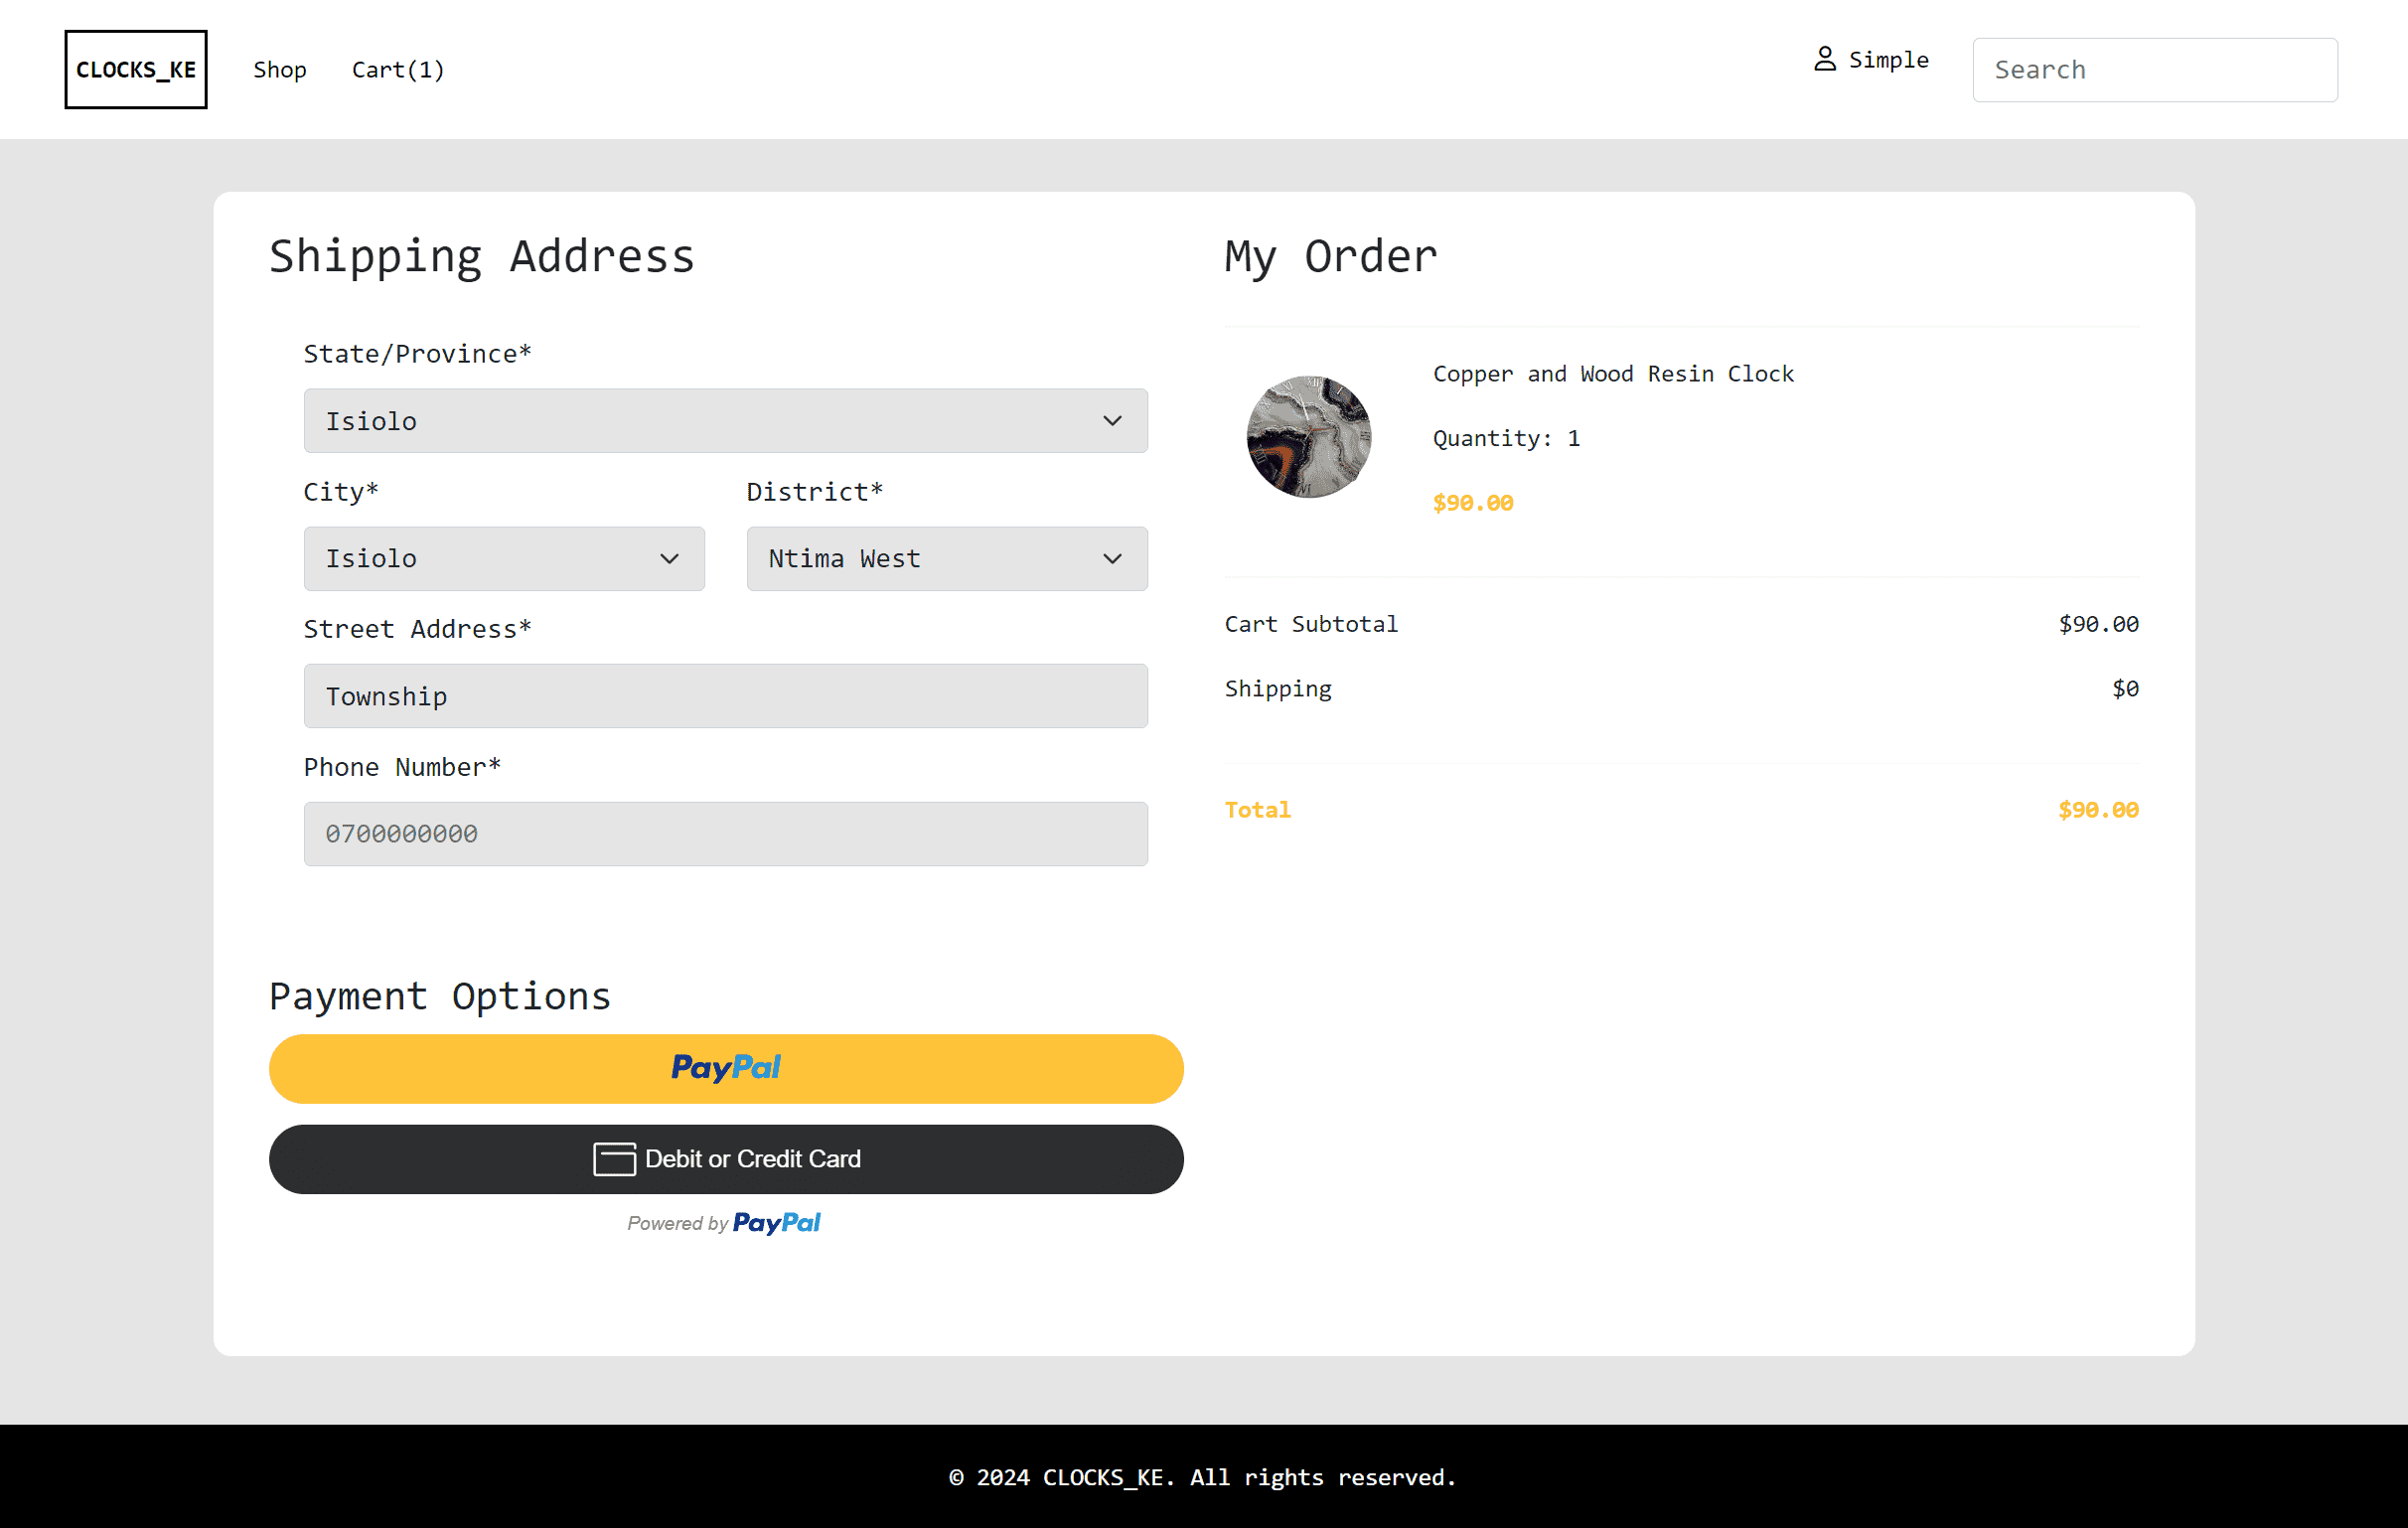 CLOCKS_KE
Shop
Cart(1)
Simple
Search
Shipping Address
State/Province*
Isiolo
City*
District*
Isiolo
Ntima West
Street Address*
Township
Phone Number*
0700000000
Payment Options
PayPal
Debit or Credit Card
Powered by PayPal
My Order
Copper and Wood Resin Clock
Quantity: 1
$90.00
Cart Subtotal $90.00
Shipping $0
Total $90.00
© 2024 CLOCKS_KE. All rights reserved.